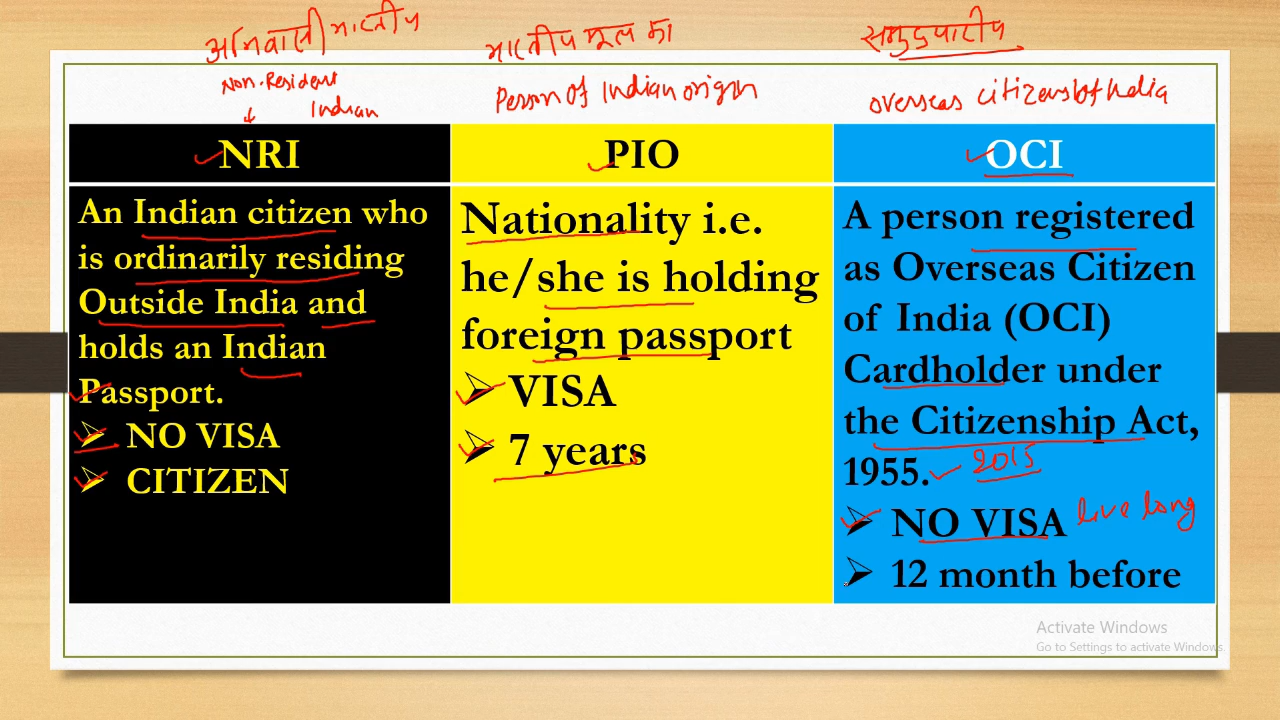 अनिवासी भारतीय
Non-Resident
Indian
NRI
An Indian citizen who
is ordinarily residing
Outside India and
holds an Indian
Passport.
➢ NO VISA
➢ CITIZEN
भारतीय मूल का
Person of Indian origin
PIO
Nationality i.e.
he/she is holding
foreign passport
➢ VISA
➢ 7 years
समुद्रपारीय
overseas citizens of India
OCI
A person registered
as Overseas Citizen
of India (OCI)
Cardholder under
the Citizenship Act,
1955. 2015
➢ NO VISA live long
➢ 12 month before
Activate Windows
Go to Settings to activate Windows.